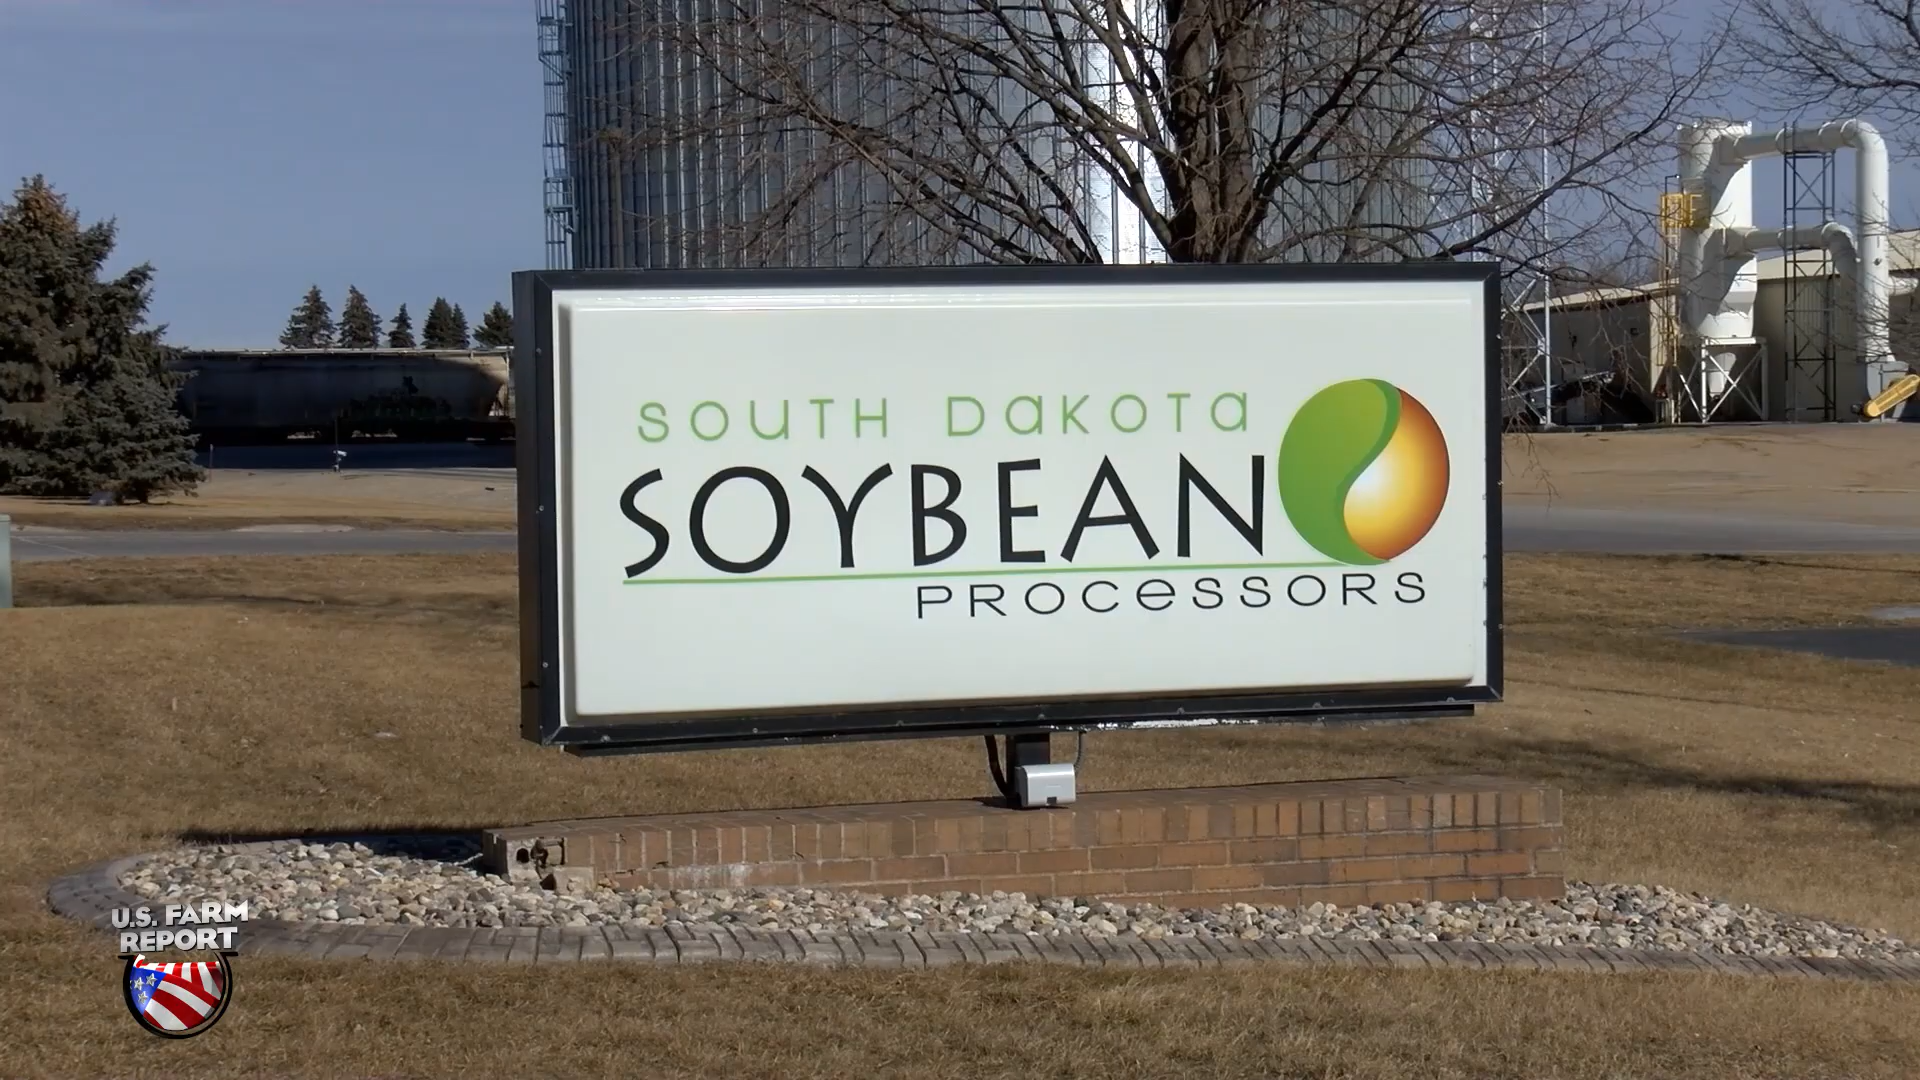 SOUTH DaKOTa
SOYBEAN
PROCeSSORS
U.S. FARM
REPORT